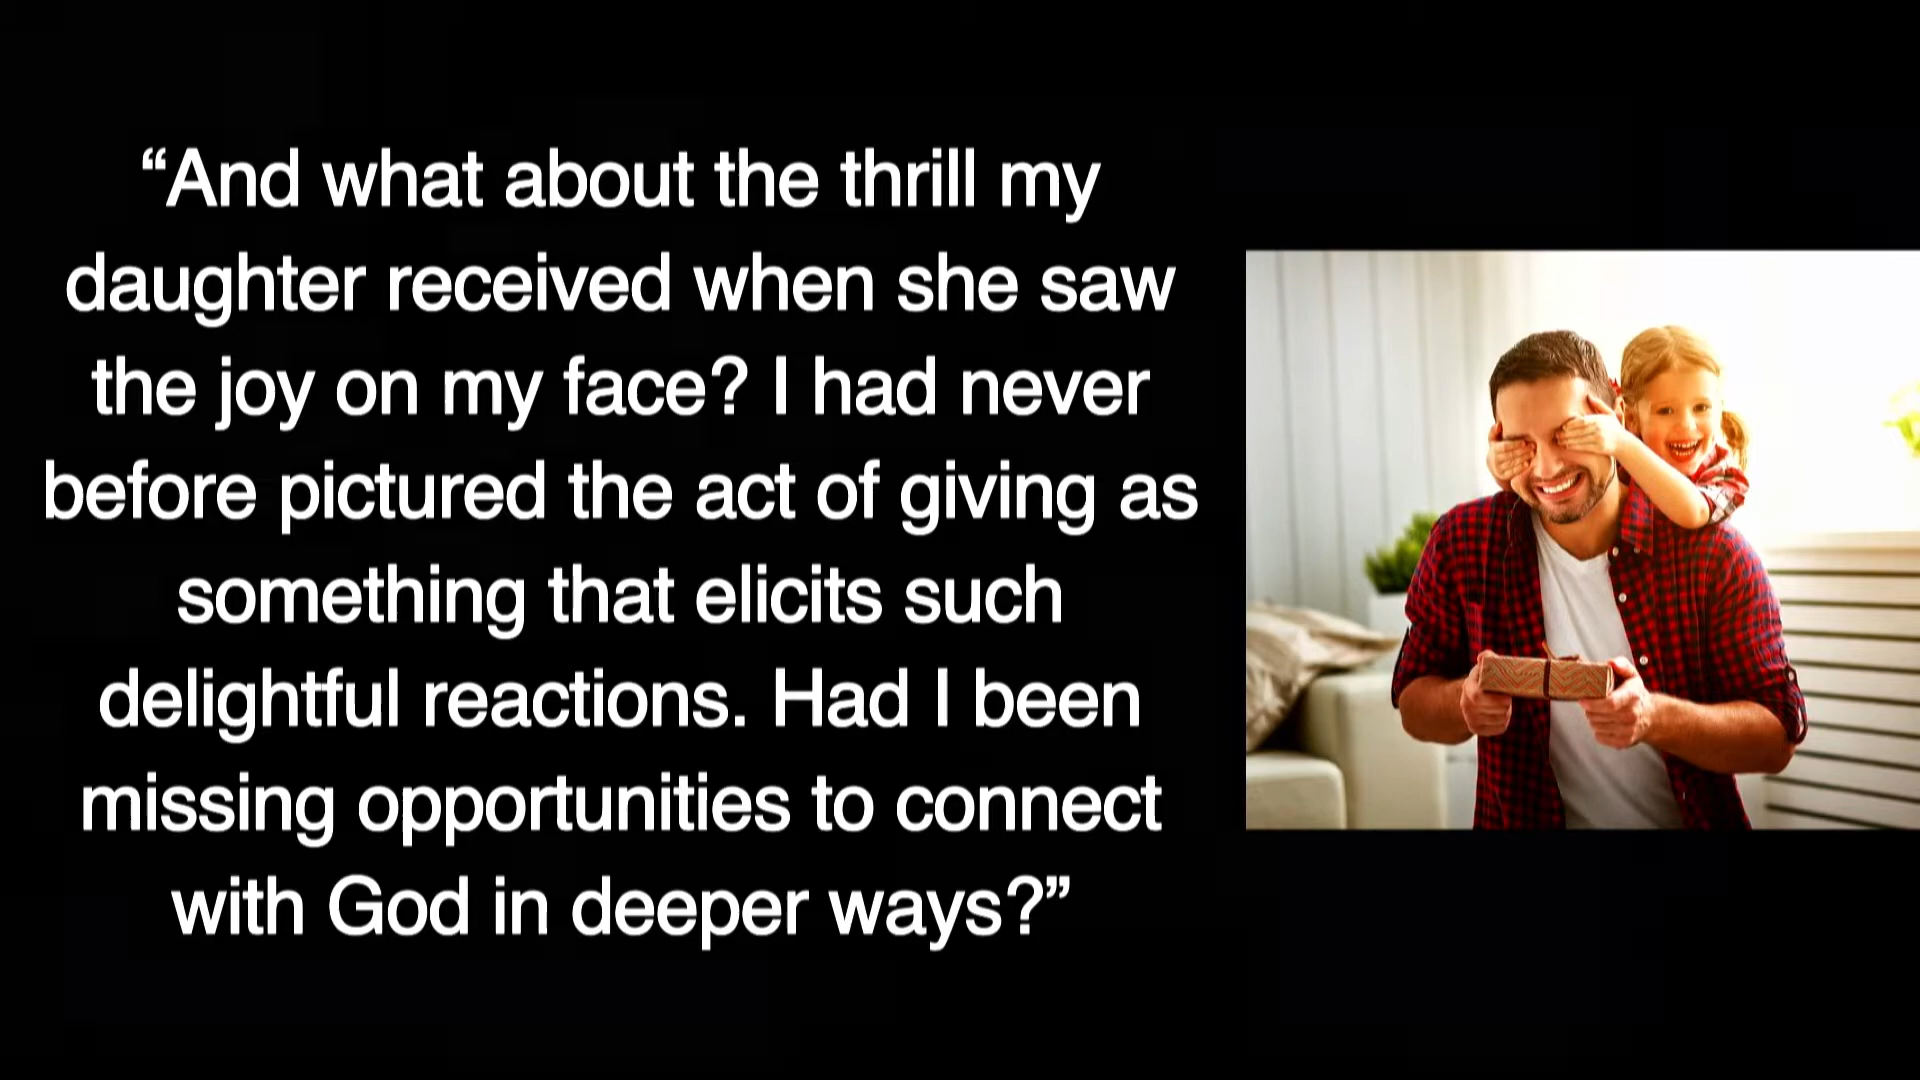 “And what about the thrill my
daughter received when she saw
the joy on my face? I had never
before pictured the act of giving as
something that elicits such
delightful reactions. Had I been
missing opportunities to connect
with God in deeper ways?”